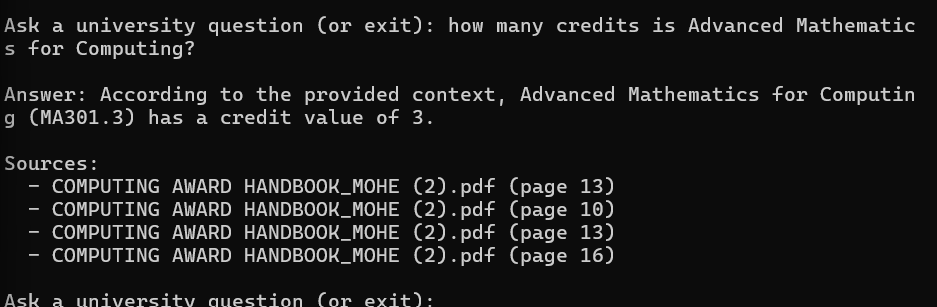 Ask a university question (or exit): how many credits is Advanced Mathematic
s for Computing?
Answer: According to the provided context, Advanced Mathematics for Computin
g (MA301.3) has a credit value of 3.
Sources:
- COMPUTING AWARD HANDBOOK_MOHE (2).pdf (page 13)
- COMPUTING AWARD HANDBOOK_MOHE (2).pdf (page 10)
- COMPUTING AWARD HANDBOOK_MOHE (2).pdf (page 13)
- COMPUTING AWARD HANDBOOK_MOHE (2).pdf (page 16)
Ask a university question (or exit):